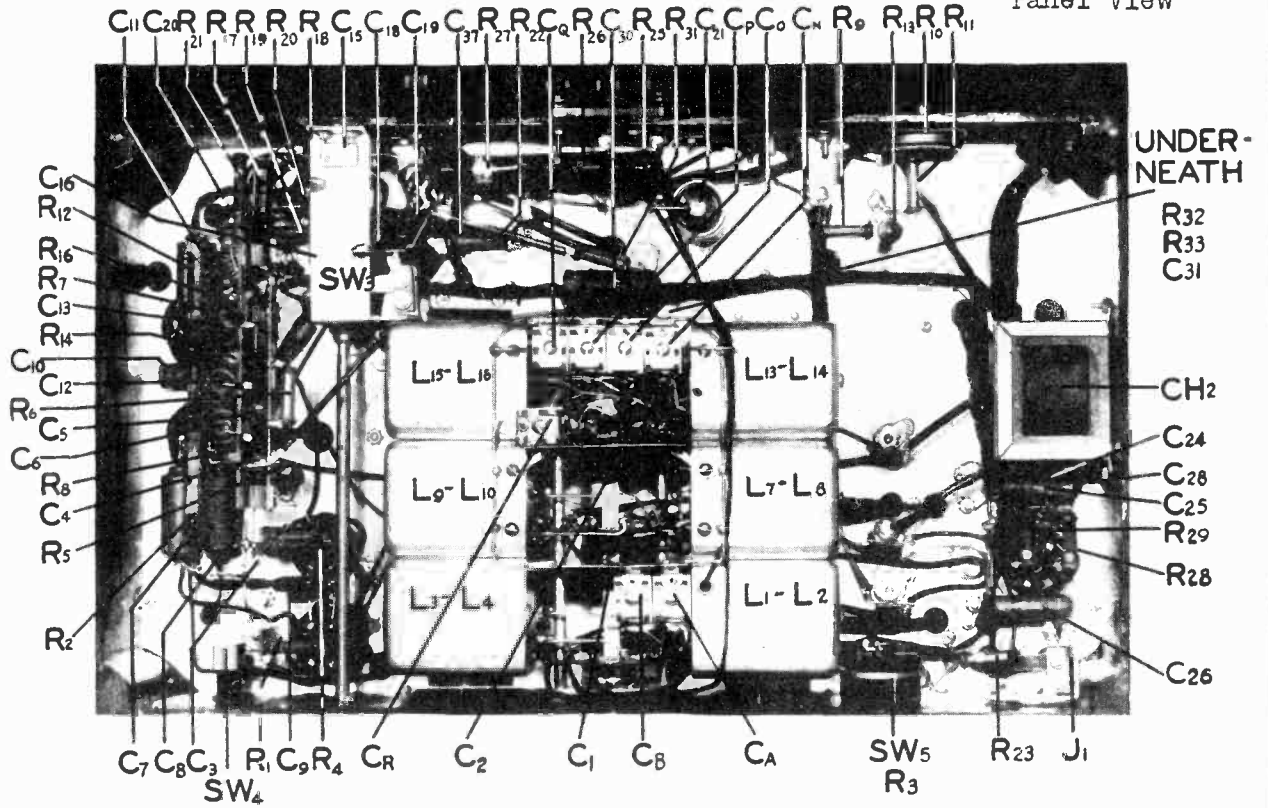 Panel View
C11 C20 R21 R17 R19 R20 R18 C15 C18 C19 C37 R27 R22 CQ R26 C30 R25 R31 C21 CP CO CN R9 R13 R10 R11
UNDER-
NEATH
R32
R33
C31
C16
R12
R16
R7
C13
R14
C10
C12
R6
C5
C6
R8
C4
R5
R2
SW3
L15-L16
L13-L14
L9-L10
L7-L8
L3-L4
L1-L2
CH2
C24
C28
C25
R29
R28
C26
C7 C8 C3 R1 C9 R4 CR C2 C1 CB CA SW5 R23 J1
SW4 R3